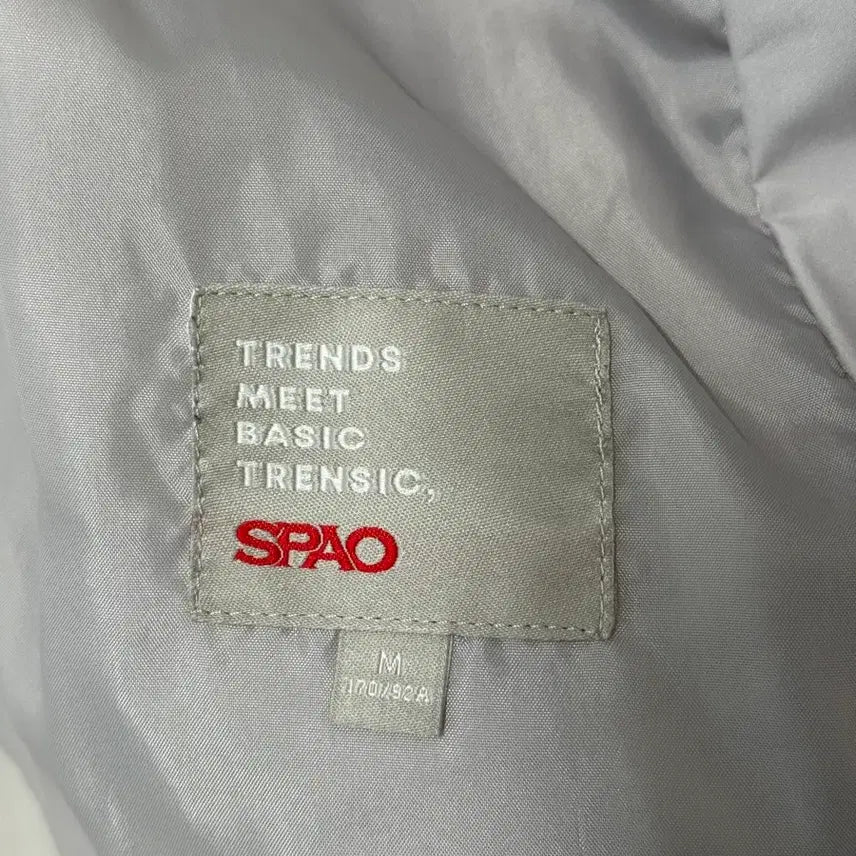 TRENDS
MEET
BASIC
TRENSIC,
SPAO
M
170/92A